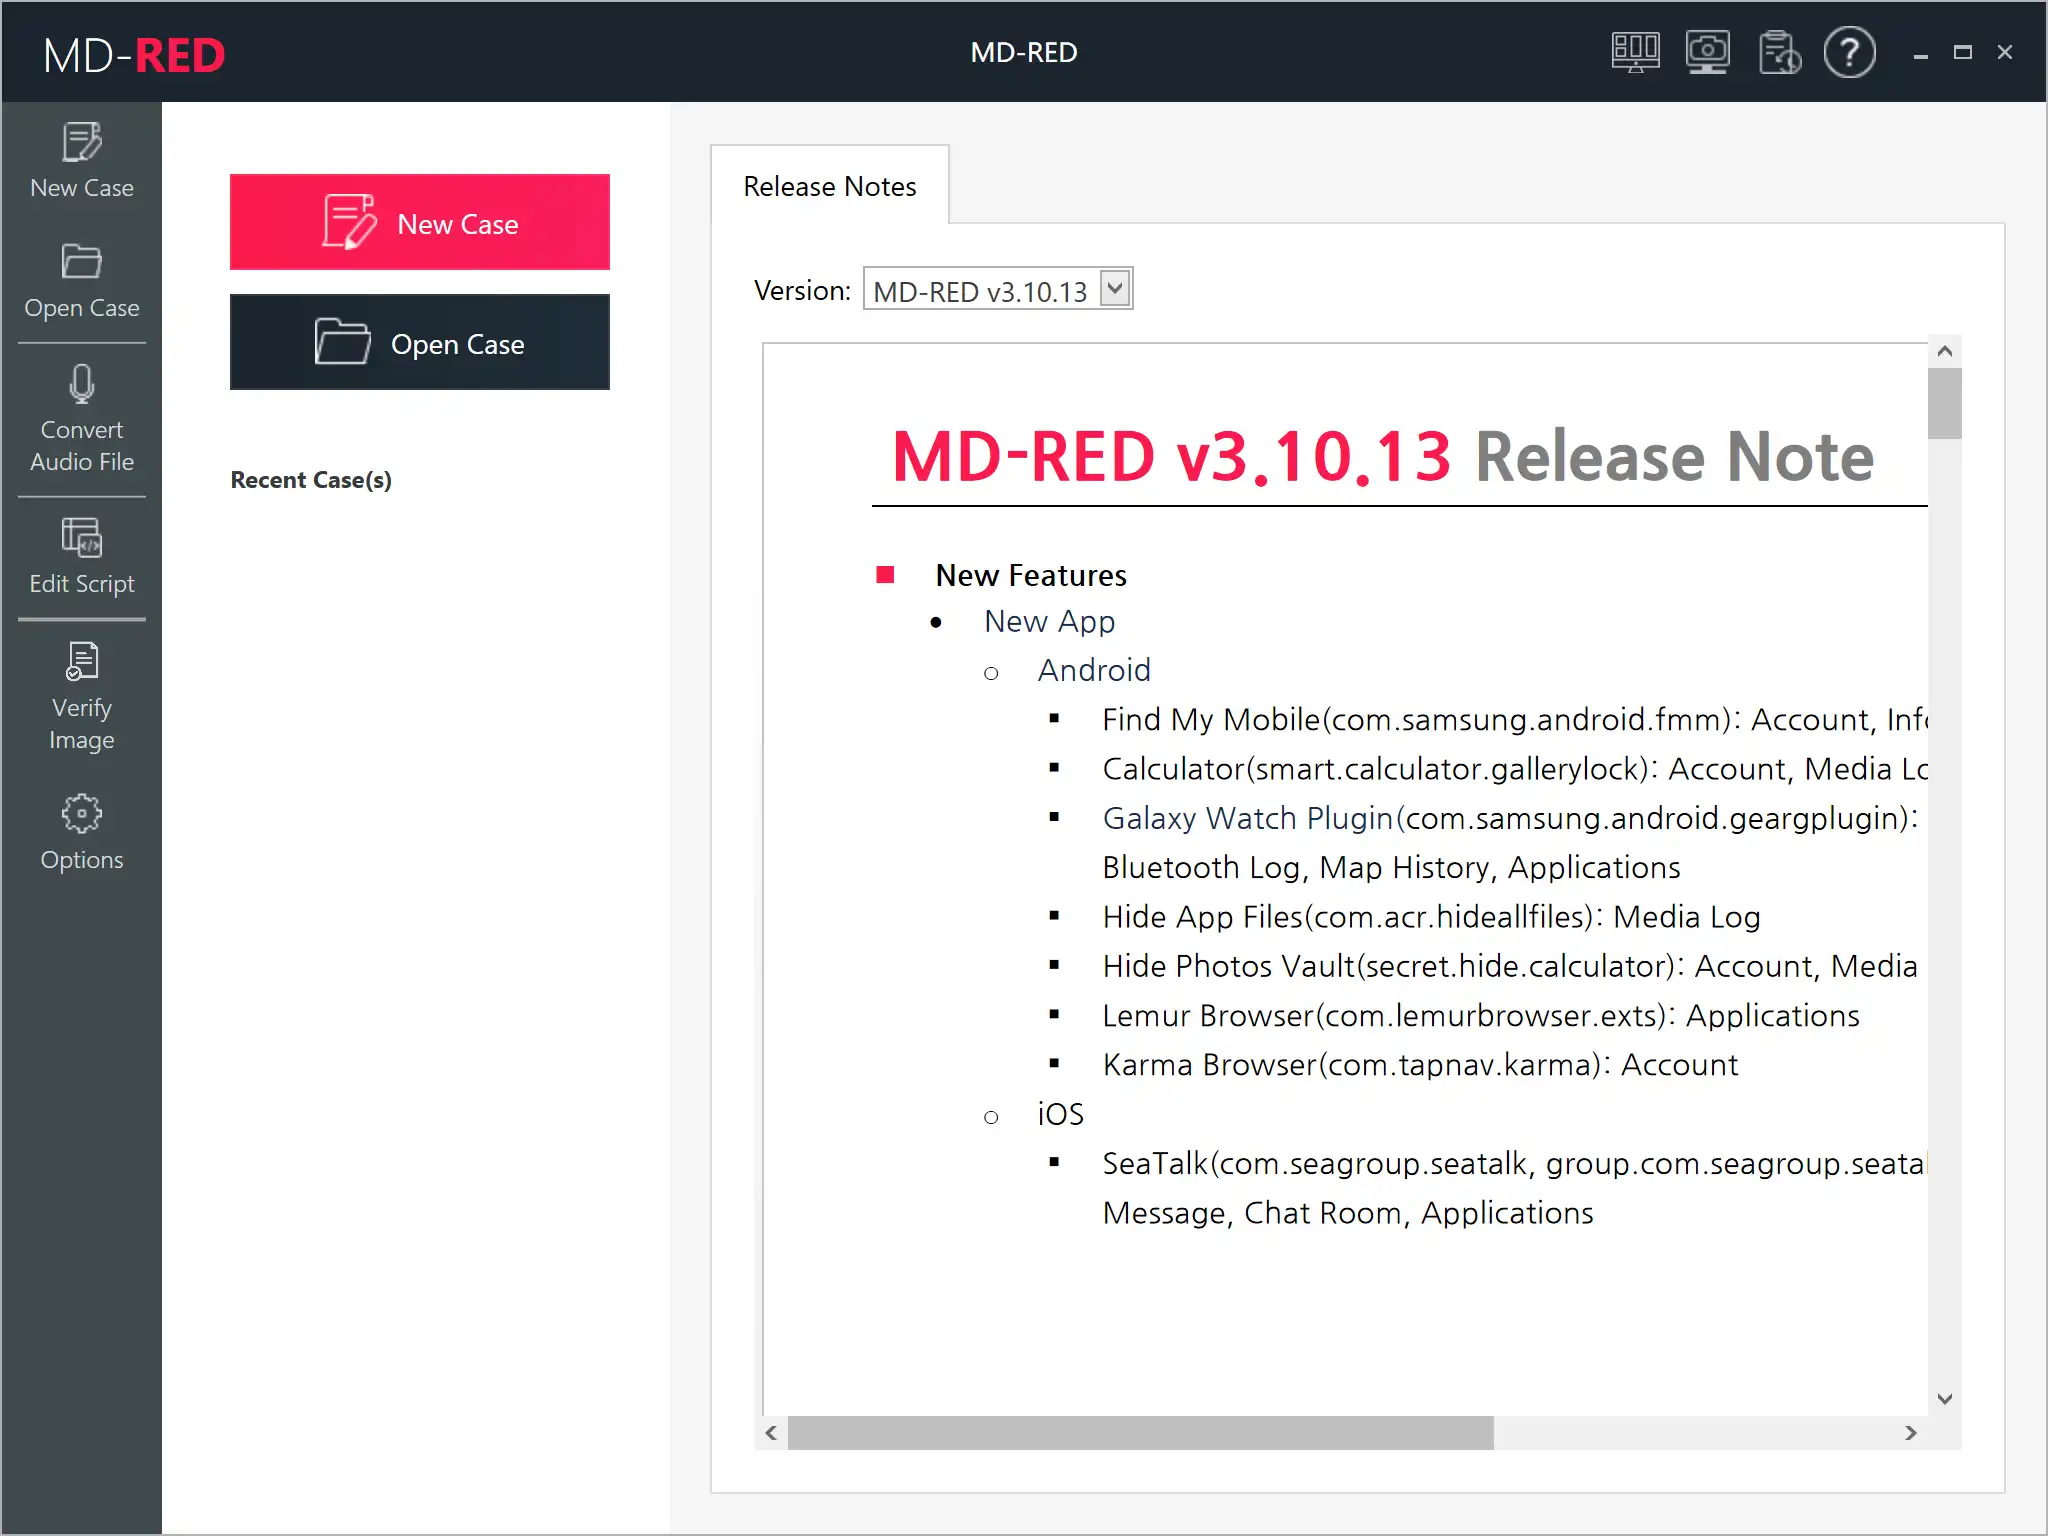 MD-RED
MD-RED
New Case
Open Case
Convert
Audio File
Edit Script
Verify
Image
Options
New Case
Open Case
Recent Case(s)
Release Notes
Version: MD-RED v3.10.13
MD-RED v3.10.13 Release Note
■ New Features
• New App
○ Android
▪ Find My Mobile(com.samsung.android.fmm): Account, Info
▪ Calculator(smart.calculator.gallerylock): Account, Media Lo
▪ Galaxy Watch Plugin(com.samsung.android.geargplugin):
Bluetooth Log, Map History, Applications
▪ Hide App Files(com.acr.hideallfiles): Media Log
▪ Hide Photos Vault(secret.hide.calculator): Account, Media
▪ Lemur Browser(com.lemurbrowser.exts): Applications
▪ Karma Browser(com.tapnav.karma): Account
○ iOS
▪ SeaTalk(com.seagroup.seatalk, group.com.seagroup.seatal
Message, Chat Room, Applications